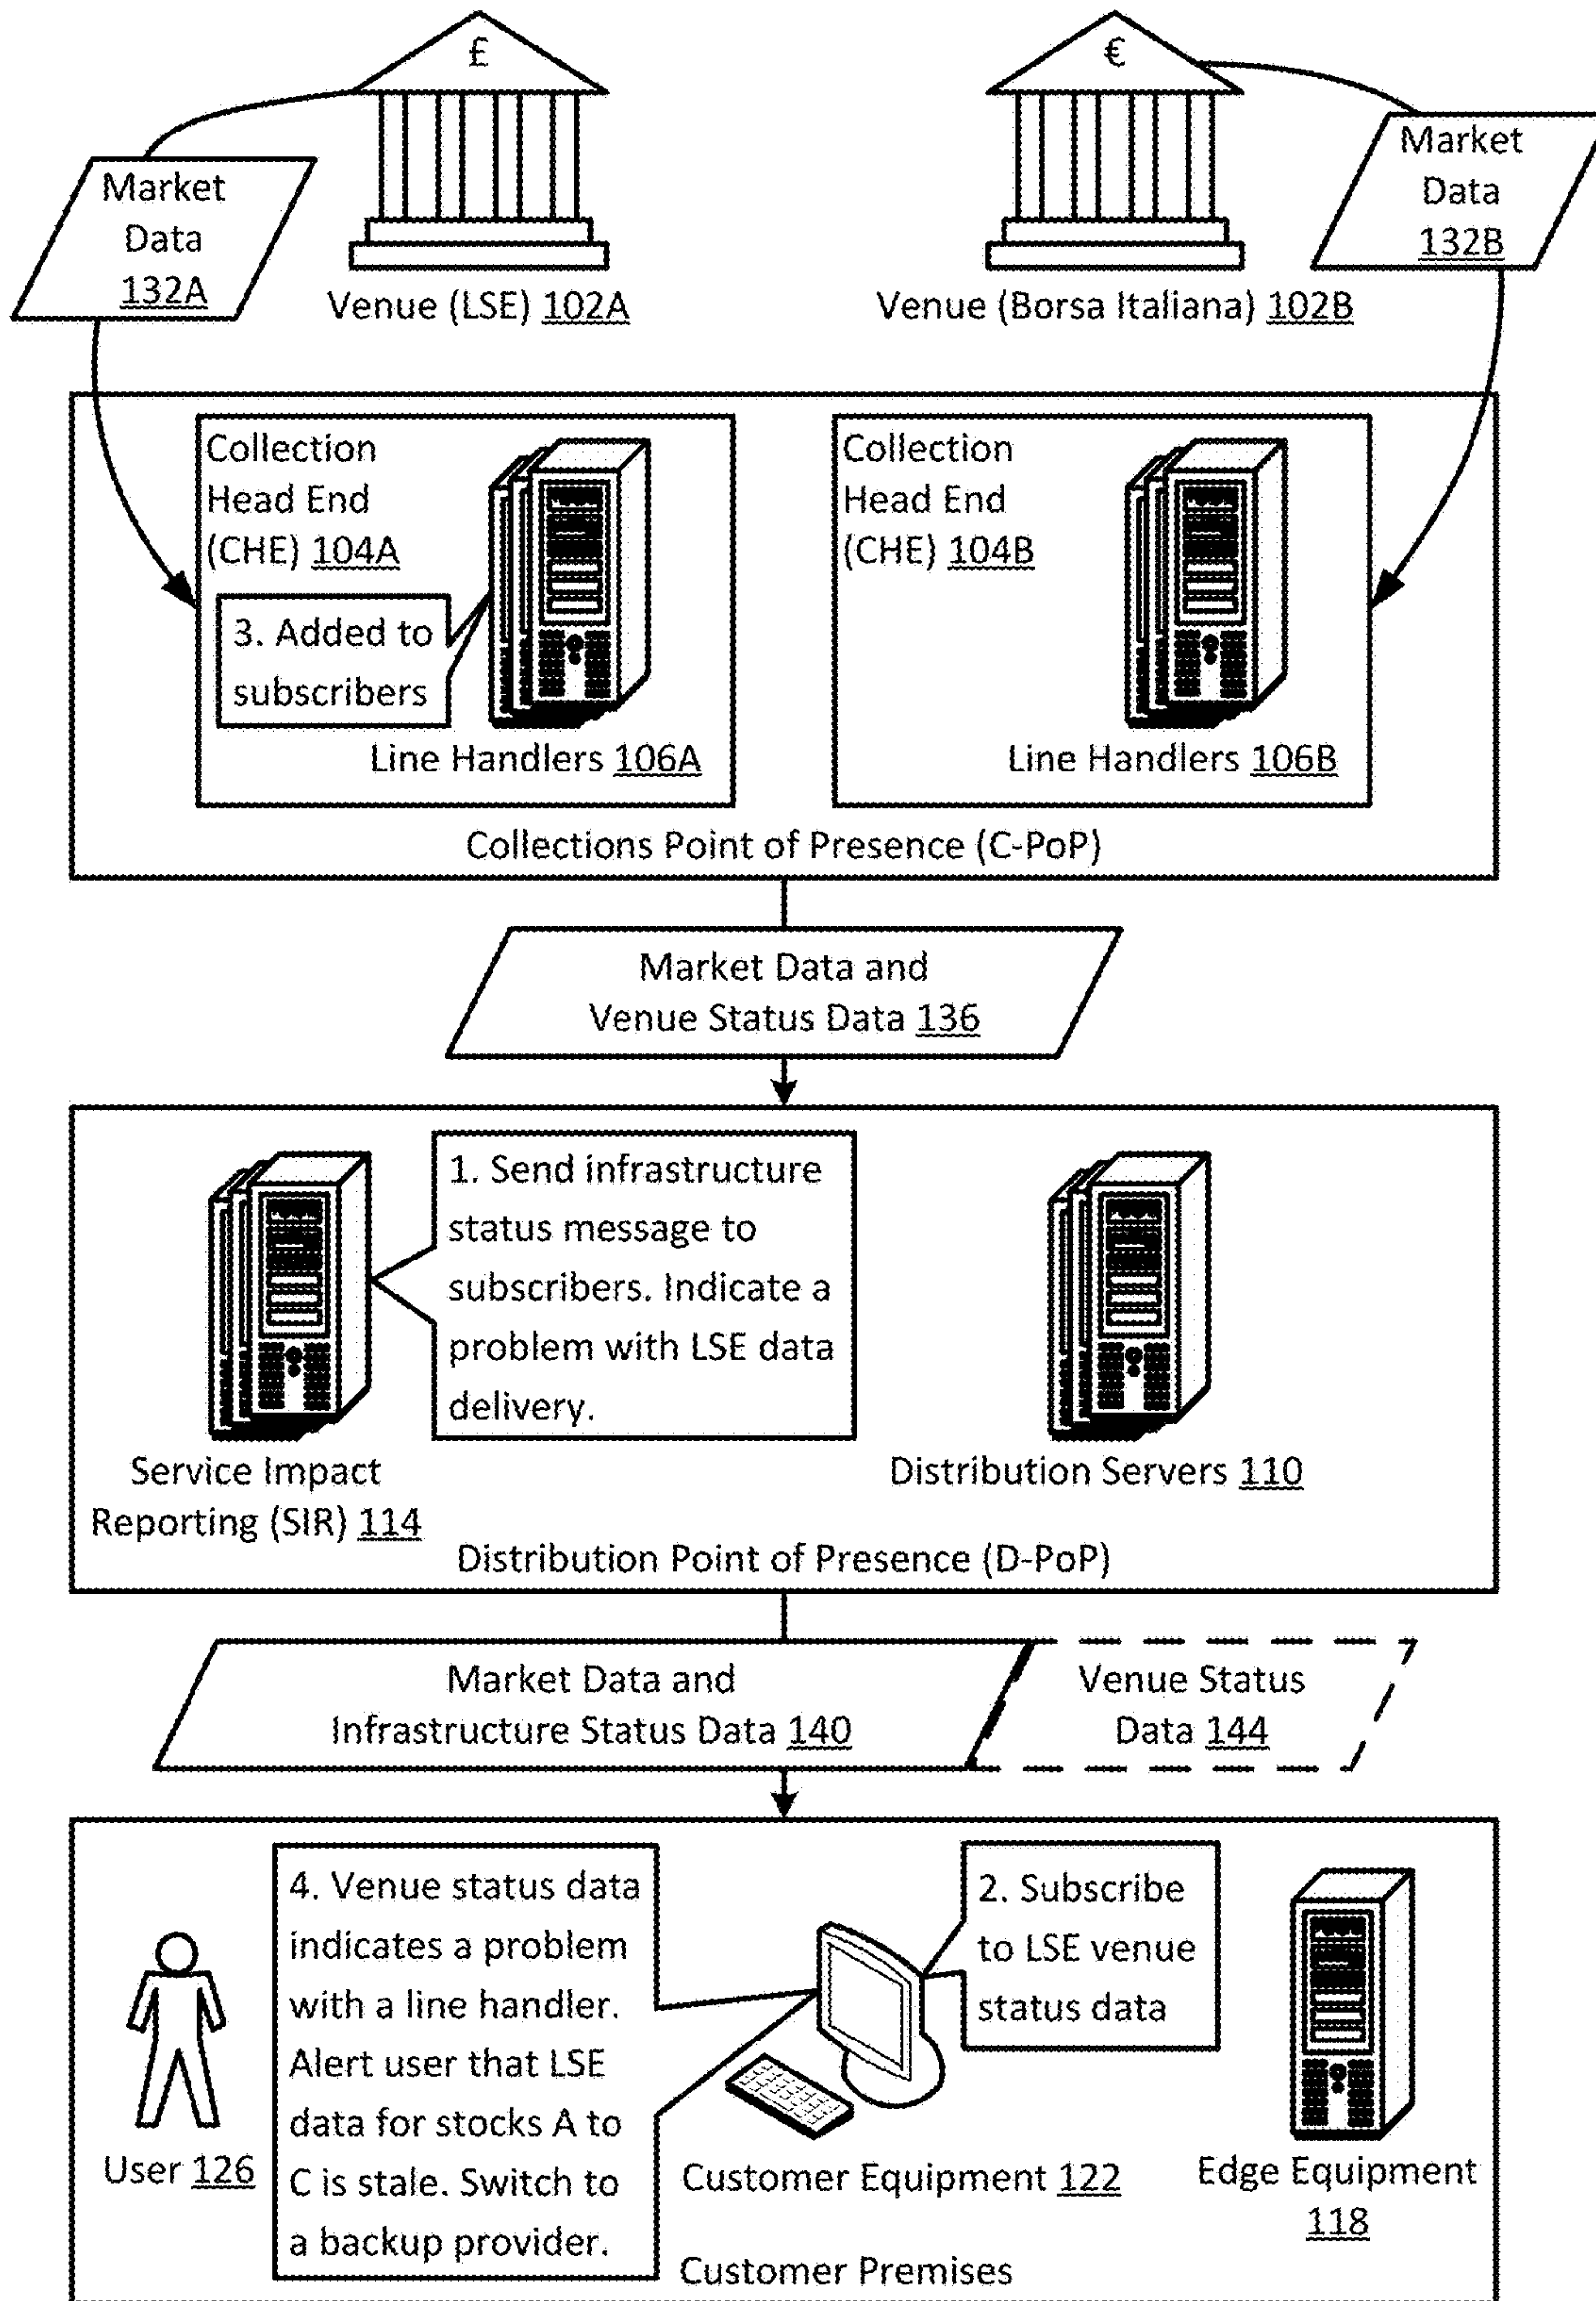 £
€
Market
Data
132A
Market
Data
132B
Venue (LSE) 102A
Venue (Borsa Italiana) 102B
Collection
Head End
(CHE) 104A
3. Added to
subscribers
Line Handlers 106A
Collection
Head End
(CHE) 104B
Line Handlers 106B
Collections Point of Presence (C-PoP)
Market Data and
Venue Status Data 136
1. Send infrastructure
status message to
subscribers. Indicate a
problem with LSE data
delivery.
Service Impact
Reporting (SIR) 114
Distribution Servers 110
Distribution Point of Presence (D-PoP)
Market Data and
Infrastructure Status Data 140
Venue Status
Data 144
4. Venue status data
indicates a problem
with a line handler.
Alert user that LSE
data for stocks A to
C is stale. Switch to
a backup provider.
2. Subscribe
to LSE venue
status data
User 126
Customer Equipment 122
Edge Equipment
118
Customer Premises